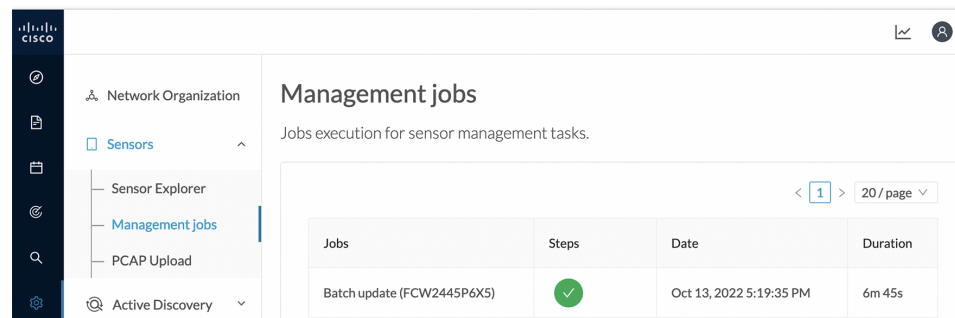 CISCO
Network Organization
Sensors
Sensor Explorer
Management jobs
PCAP Upload
Active Discovery
Management jobs
Jobs execution for sensor management tasks.
< 1 > 20 / page
Jobs Steps Date Duration
Batch update (FCW2445P6X5) Oct 13, 2022 5:19:35 PM 6m 45s